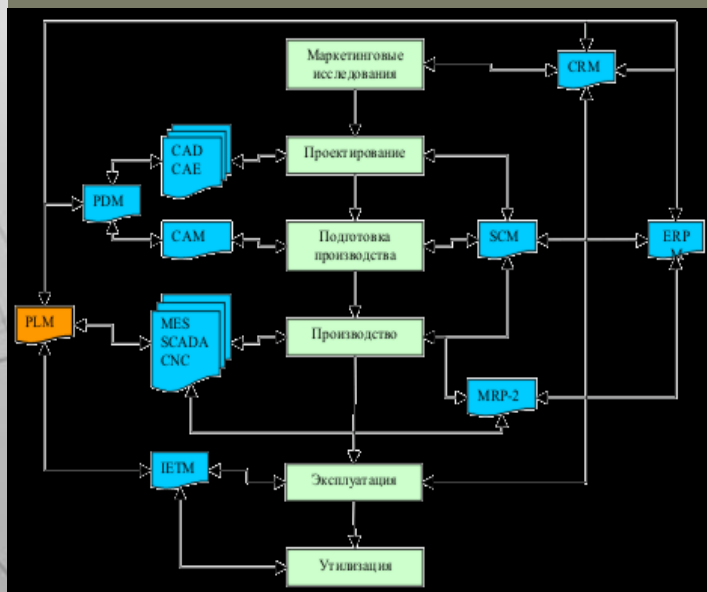 Маркетинговые
исследования
CRM
CAD
CAE
Проектирование
PDM
CAM
Подготовка
производства
SCM
ERP
M
PLM
MES
SCADA
CNC
Производство
MRP-2
IETM
Эксплуатация
Утилизация